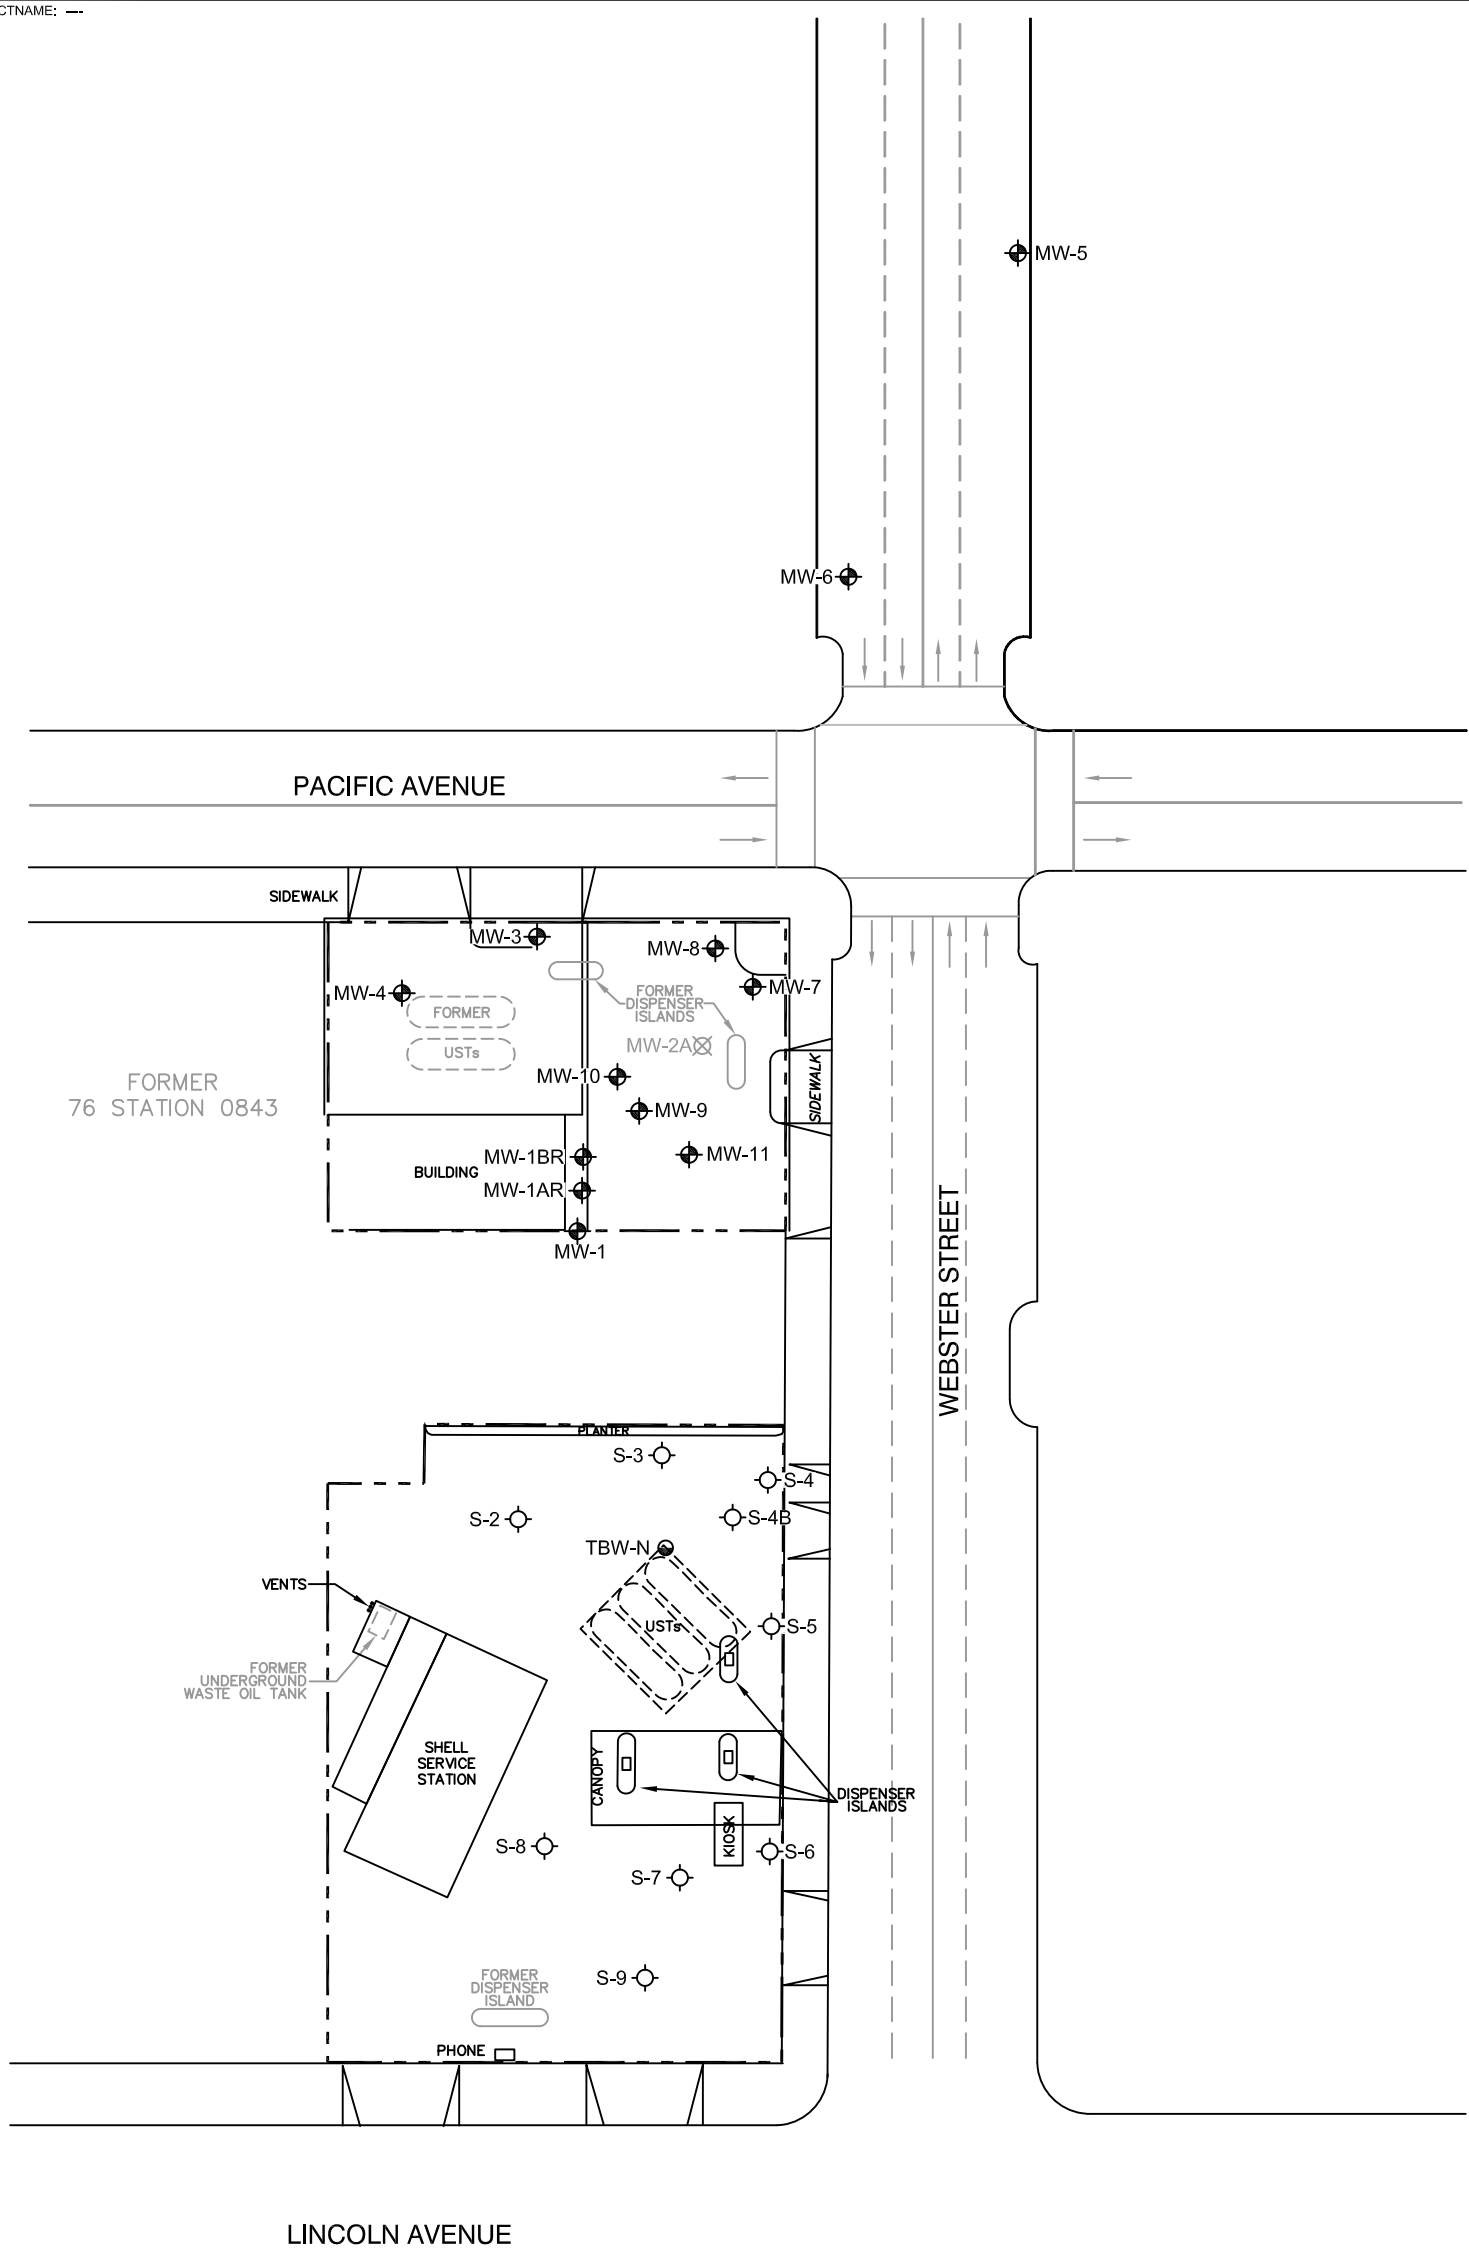 CTNAME: ---
MW-5
MW-6
PACIFIC AVENUE
SIDEWALK
MW-3
MW-8
MW-4
FORMER
DISPENSER
ISLANDS
MW-7
FORMER
USTs
MW-2A
MW-10
FORMER
76 STATION 0843
SIDEWALK
MW-9
MW-1BR
MW-11
BUILDING
MW-1AR
MW-1
WEBSTER STREET
PLANTER
S-3
S-4
S-2
S-4B
TBW-N
VENTS
USTs
S-5
FORMER
UNDERGROUND
WASTE OIL TANK
SHELL
SERVICE
STATION
CANOPY
DISPENSER
ISLANDS
KIOSK
S-8
S-6
S-7
S-9
FORMER
DISPENSER
ISLAND
PHONE
LINCOLN AVENUE